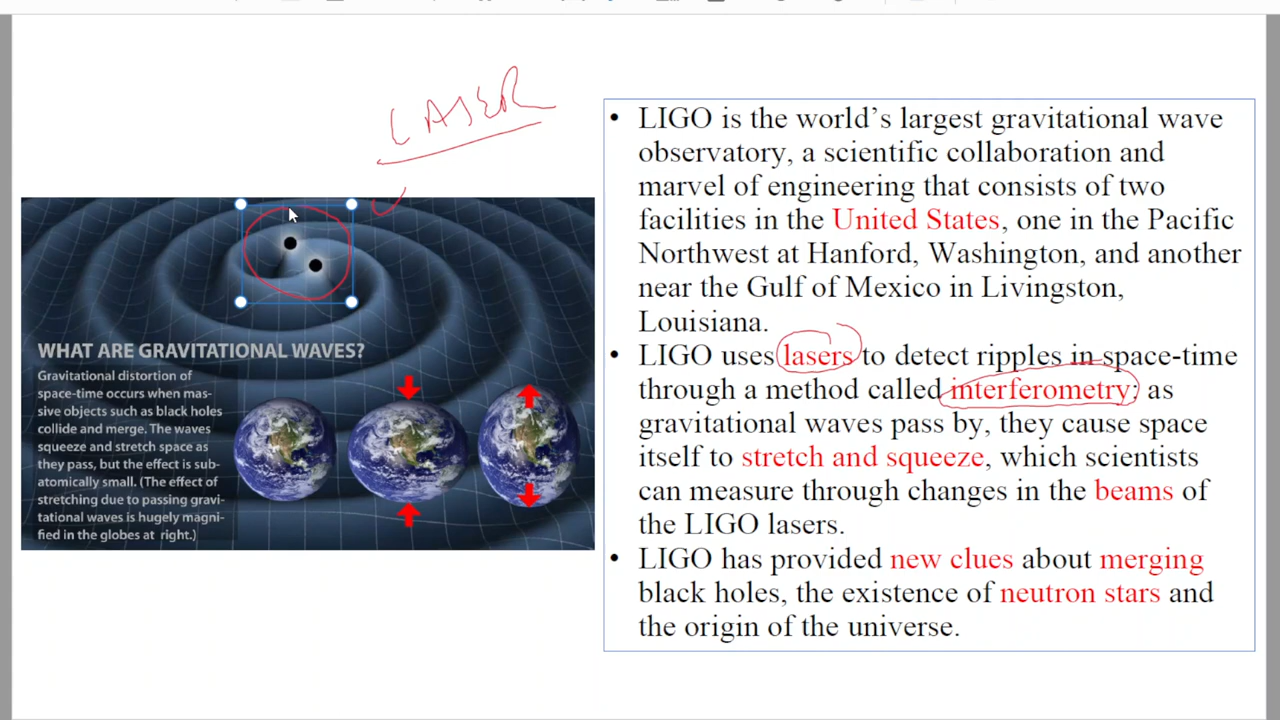 LASER
WHAT ARE GRAVITATIONAL WAVES?
Gravitational distortion of
space-time occurs when mas-
sive objects such as black holes
collide and merge. The waves
squeeze and stretch space as
they pass, but the effect is sub-
atomically small. (The effect of
stretching due to passing gravi-
tational waves is hugely magni-
fied in the globes at right.)
• LIGO is the world’s largest gravitational wave
observatory, a scientific collaboration and
marvel of engineering that consists of two
facilities in the United States, one in the Pacific
Northwest at Hanford, Washington, and another
near the Gulf of Mexico in Livingston,
Louisiana.
• LIGO uses lasers to detect ripples in space-time
through a method called interferometry: as
gravitational waves pass by, they cause space
itself to stretch and squeeze, which scientists
can measure through changes in the beams of
the LIGO lasers.
• LIGO has provided new clues about merging
black holes, the existence of neutron stars and
the origin of the universe.